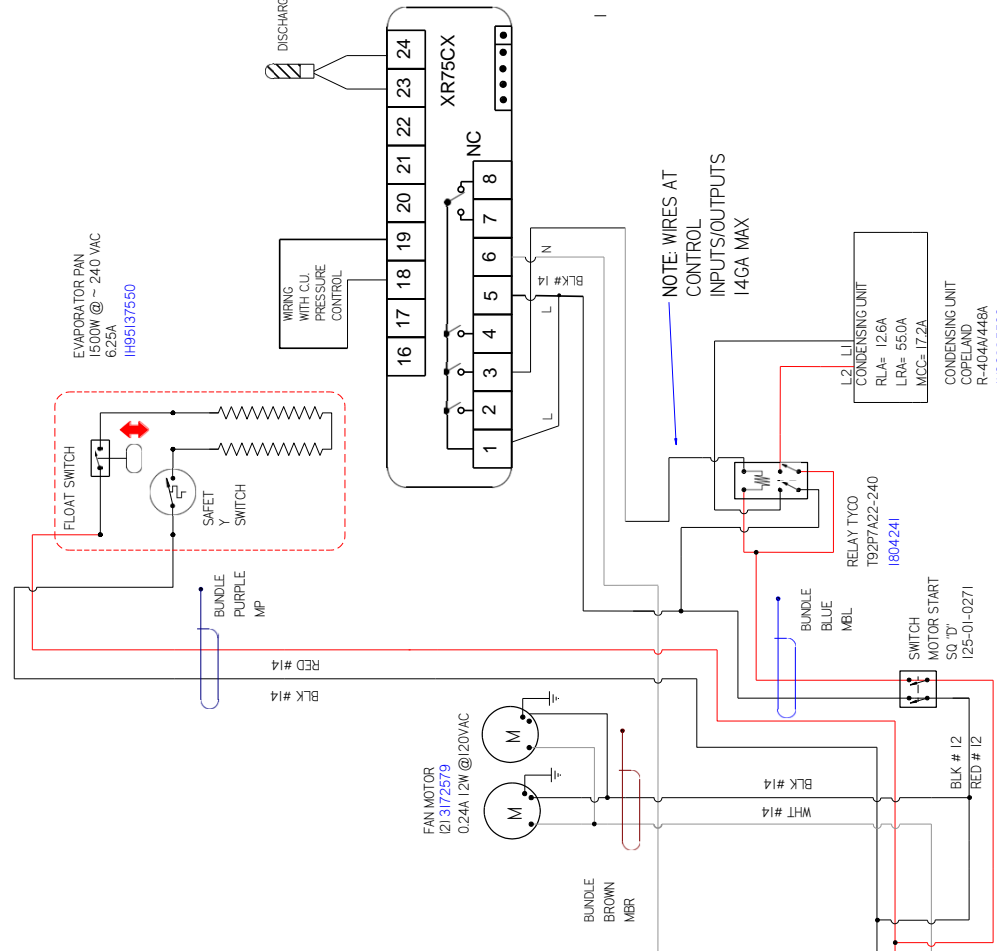 DISCHARG
24
23
22
21
20
19
18
17
16
XR75CX
NC
8
7
6
5
4
3
2
1
N
BLK# 14
L
L
WIRING
WITH C.U.
PRESSURE
CONTROL
EVAPORATOR PAN
1500W @ ~ 240 VAC
6.25A
1H95137550
FLOAT SWITCH
SAFET
Y
SWITCH
BUNDLE
PURPLE
MP
RED #14
BLK #14
NOTE: WIRES AT
CONTROL
INPUTS/OUTPUTS
14GA MAX
L2 L1
CONDENSING UNIT
RLA= 12.6A
LRA= 55.0A
MCC= 17.2A
CONDENSING UNIT
COPELAND
R-404A/448A
RELAY TYCO
T92P7A22-240
1804241
BUNDLE
BLUE
MBL
SWITCH
MOTOR START
SQ "D"
125-01-0271
BLK # 12
RED # 12
FAN MOTOR
(2) 3172579
0.24A 12W @120VAC
M
M
BLK #14
WHT #14
BUNDLE
BROWN
MBR